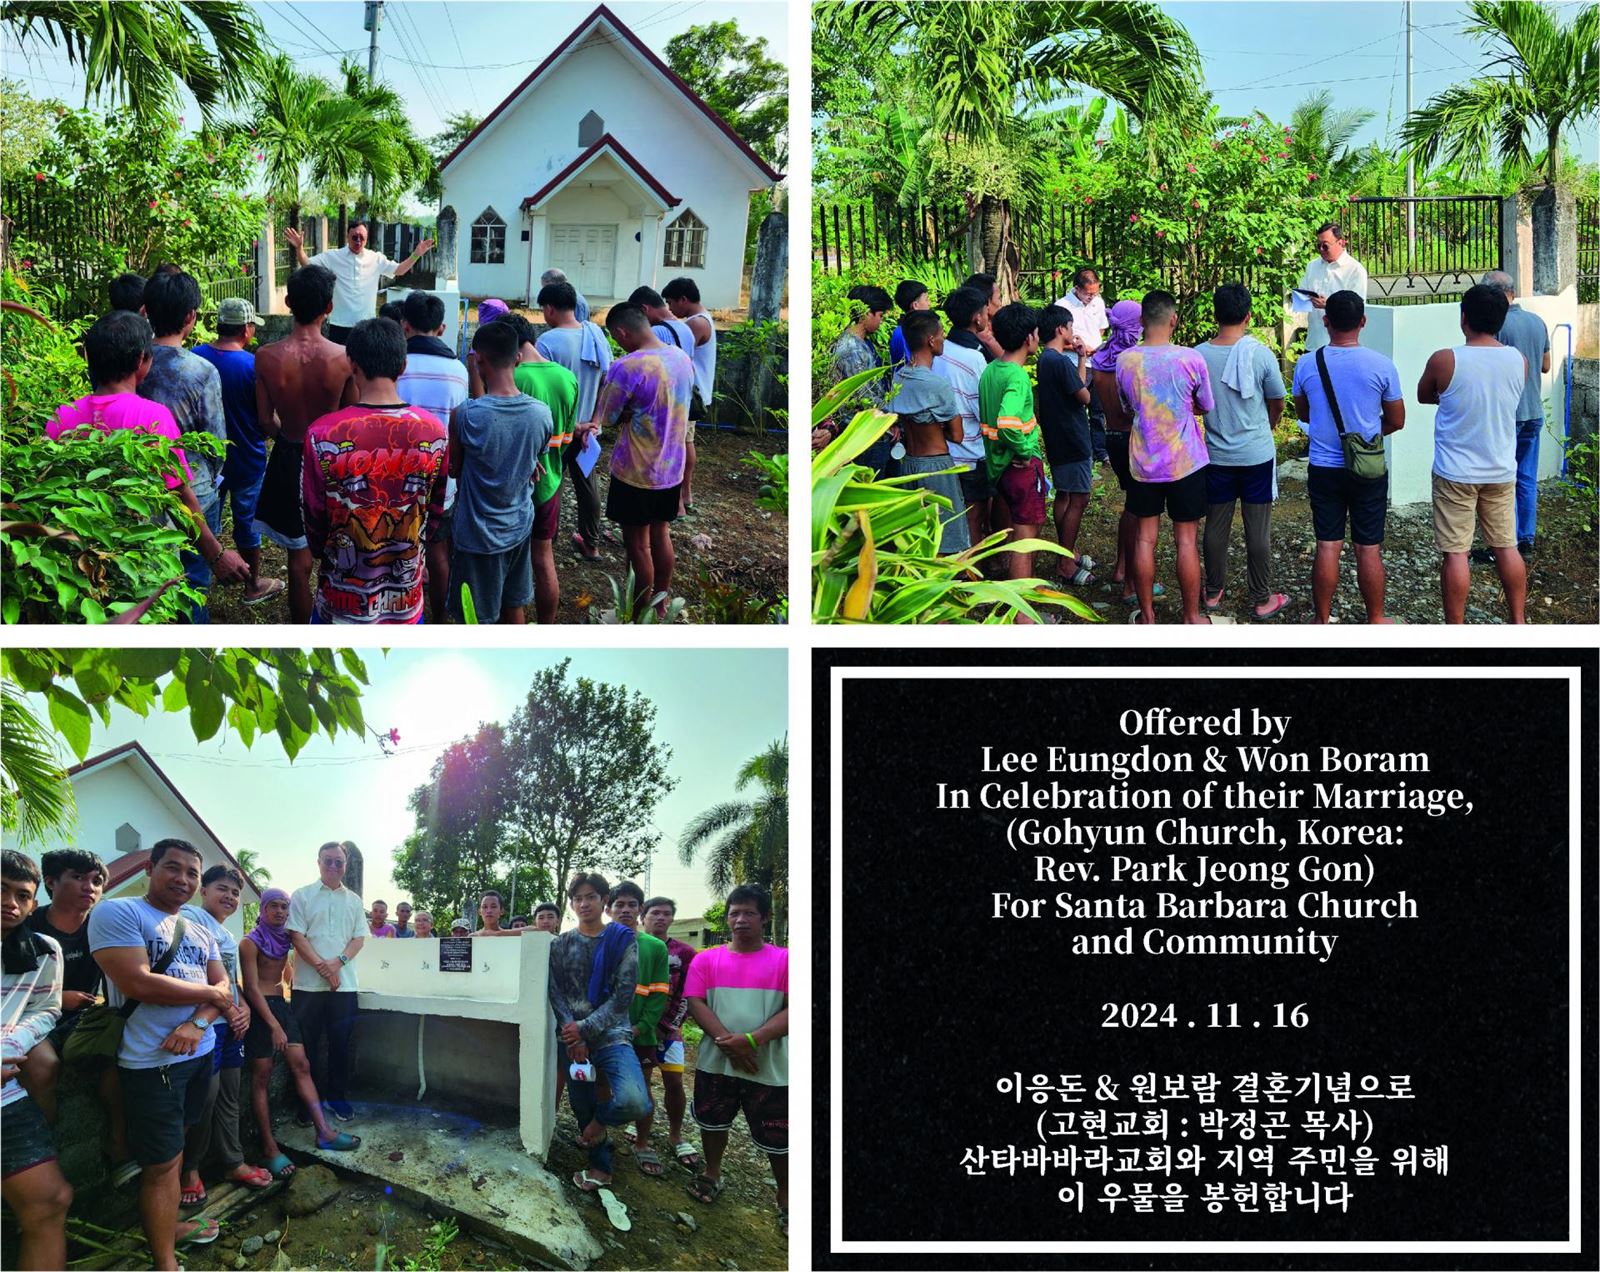 Offered by
Lee Eungdon & Won Boram
In Celebration of their Marriage,
(Gohyun Church, Korea:
Rev. Park Jeong Gon)
For Santa Barbara Church
and Community
2024 . 11 . 16
이응돈 & 원보람 결혼기념으로
(고현교회 : 박정곤 목사)
산타바바라교회와 지역 주민을 위해
이 우물을 봉헌합니다